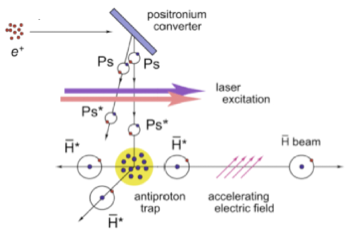 positronium
converter
e⁺
Ps Ps
laser
excitation
Ps*
Ps*
H̅* H̅* H̅ beam
antiproton
trap
accelerating
electric field
H̅*